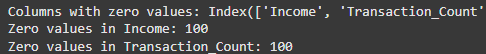 Columns with zero values: Index(['Income', 'Transaction_Count'
Zero values in Income: 100
Zero values in Transaction_Count: 100